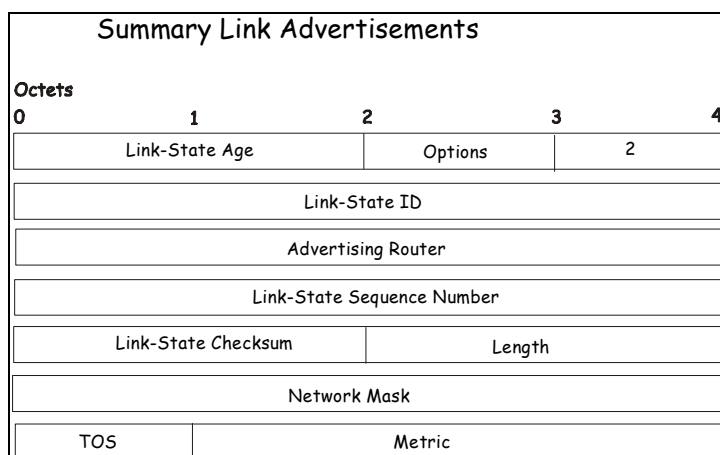 Summary Link Advertisements
Octets
0 1 2 3 4
Link-State Age Options 2
Link-State ID
Advertising Router
Link-State Sequence Number
Link-State Checksum Length
Network Mask
TOS Metric